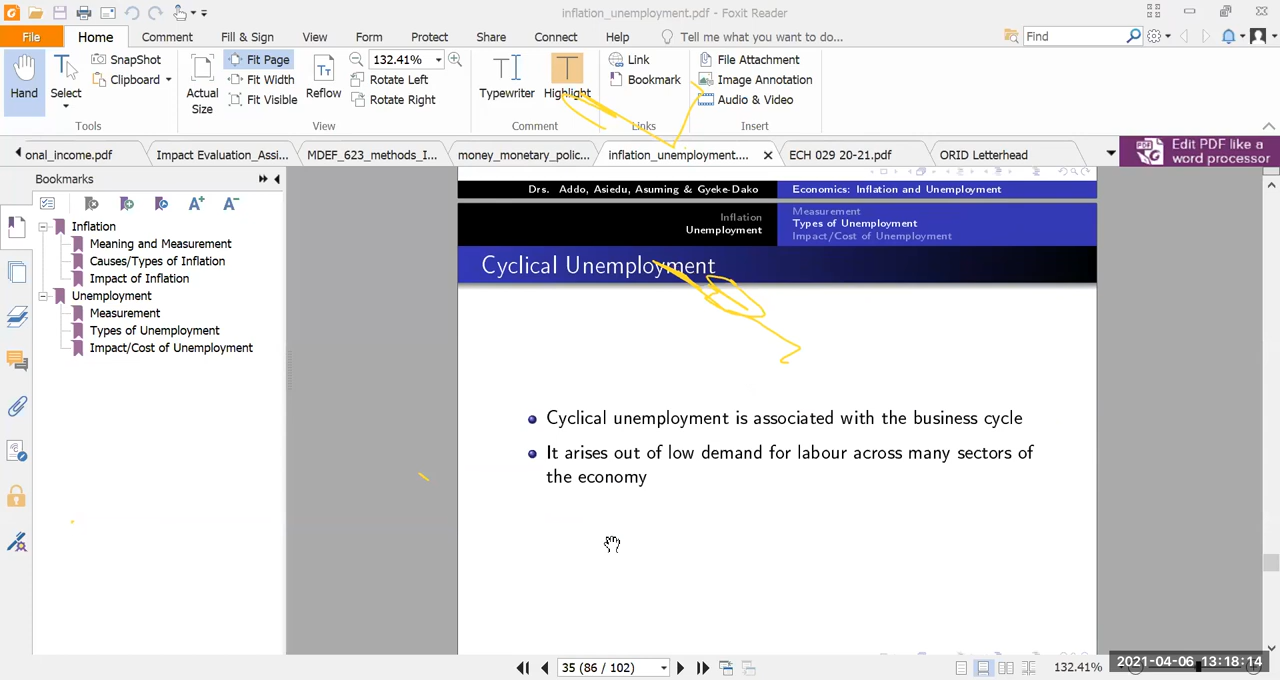 inflation_unemployment.pdf - Foxit Reader
File Home Comment Fill & Sign View Form Protect Share Connect Help Tell me what you want to do... Find
Hand
Select
SnapShot
Clipboard
Tools
Actual
Size
Fit Page
Fit Width
Fit Visible
Reflow
132.41%
Rotate Left
Rotate Right
View
Typewriter
Highlight
Comment
Link
Bookmark
Links
File Attachment
Image Annotation
Audio & Video
Insert
onal_income.pdf Impact Evaluation_Assi... MDEF_623_methods_I... money_monetary_polic... inflation_unemployment.... ECH 029 20-21.pdf ORID Letterhead
Edit PDF like a
word processor
Bookmarks
Inflation
Meaning and Measurement
Causes/Types of Inflation
Impact of Inflation
Unemployment
Measurement
Types of Unemployment
Impact/Cost of Unemployment
Drs. Addo, Asiedu, Asuming & Gyeke-Dako Economics: Inflation and Unemployment
Inflation
Unemployment
Measurement
Types of Unemployment
Impact/Cost of Unemployment
Cyclical Unemployment
Cyclical unemployment is associated with the business cycle
It arises out of low demand for labour across many sectors of
the economy
35 (86 / 102)
132.41%
2021-04-06 13:18:14